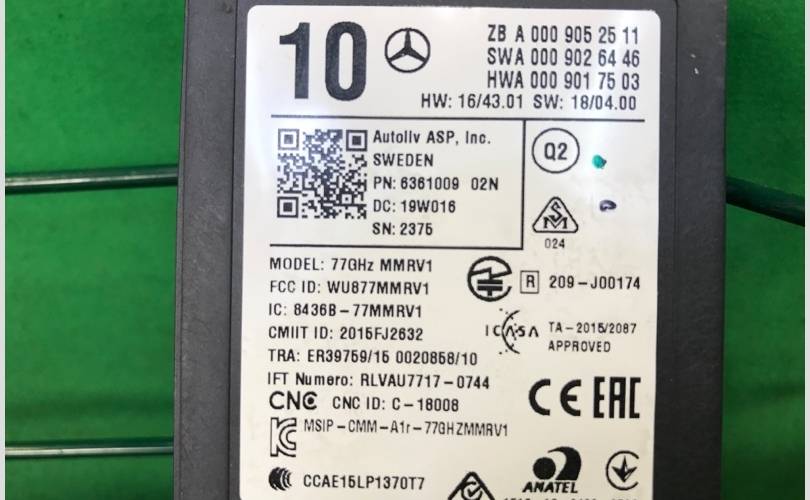 10
ZB A 000 905 25 11
SWA 000 902 64 46
HWA 000 901 75 03
HW: 16/43.01 SW: 18/04.00
Autoliv ASP, Inc.
SWEDEN
PN: 6361009 02N
DC: 19W016
SN: 2375
Q2
024
MODEL: 77GHz MMRV1
FCC ID: WU877MMRV1
R 209-J00174
IC: 8436B-77MMRV1
CMIIT ID: 2015FJ2632
ICASA TA-2015/2087
APPROVED
TRA: ER39759/15 0020858/10
IFT Numero: RLVAU7717-0744
CNC CNC ID: C-18008
CE EAC
MSIP-CMM-A1r-77GHZMMRV1
CCAE15LP1370T7
ANATEL